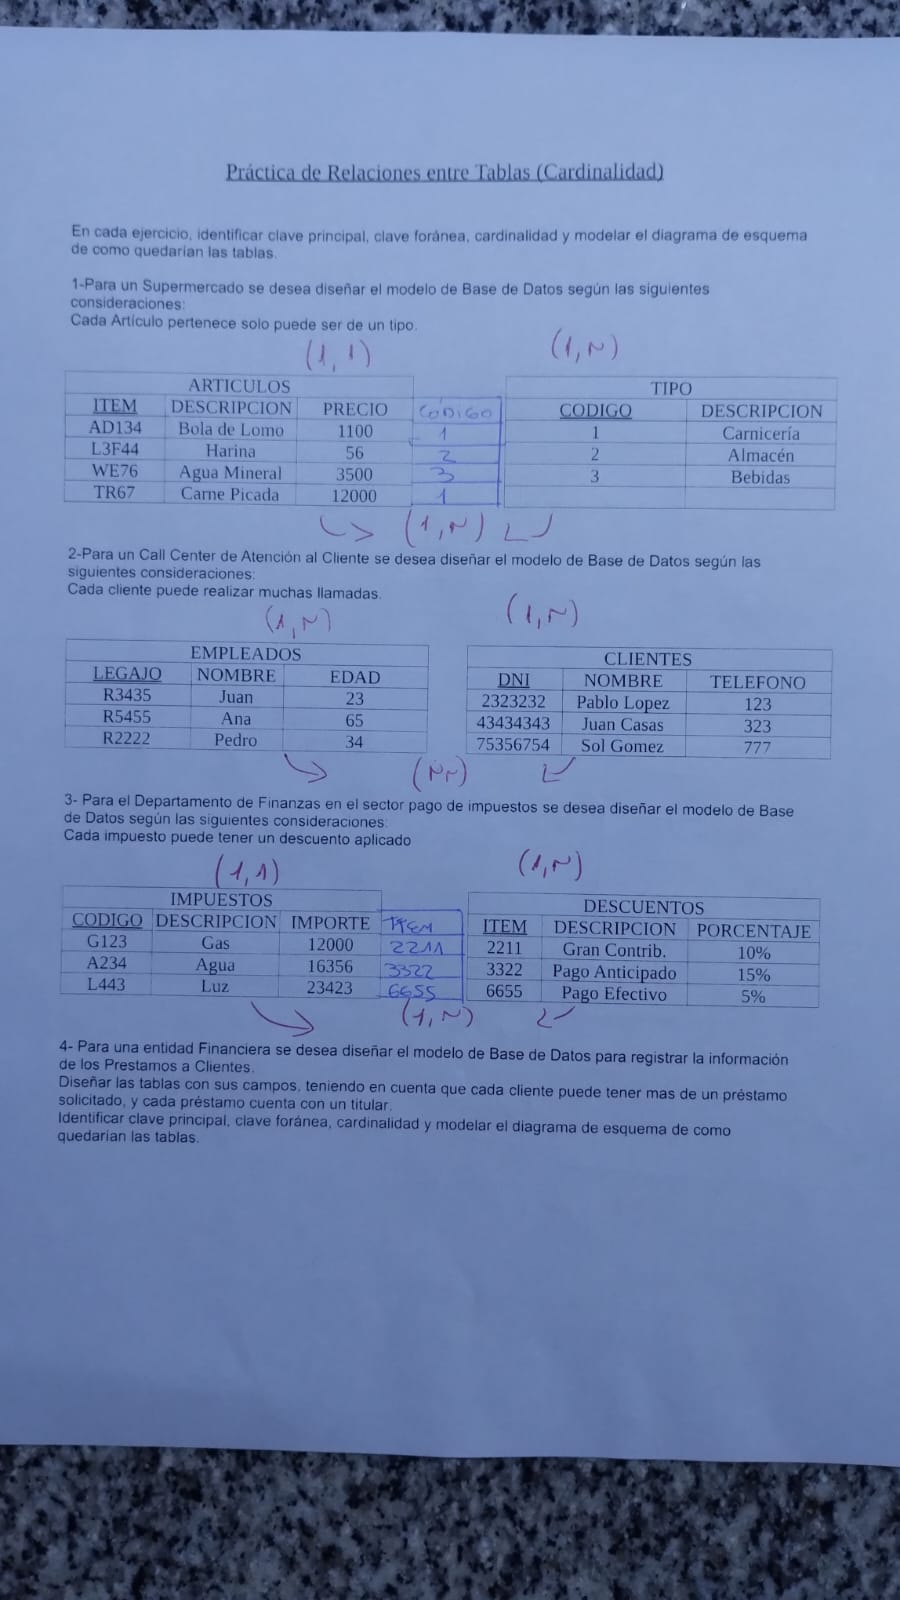 Práctica de Relaciones entre Tablas (Cardinalidad)
En cada ejercicio, identificar clave principal, clave foránea, cardinalidad y modelar el diagrama de esquema
de como quedarían las tablas.
1-Para un Supermercado se desea diseñar el modelo de Base de Datos según las siguientes
consideraciones:
Cada Artículo pertenece solo puede ser de un tipo.
(1,1) (1,N)
ARTICULOS TIPO
ITEM DESCRIPCION PRECIO CODIGO CODIGO DESCRIPCION
AD134 Bola de Lomo 1100 1 1 Carnicería
L3F44 Harina 56 2 2 Almacén
WE76 Agua Mineral 3500 3 3 Bebidas
TR67 Carne Picada 12000 1
(1,N)
2-Para un Call Center de Atención al Cliente se desea diseñar el modelo de Base de Datos según las
siguientes consideraciones:
Cada cliente puede realizar muchas llamadas.
(1,N) (1,N)
EMPLEADOS CLIENTES
LEGAJO NOMBRE EDAD DNI NOMBRE TELEFONO
R3435 Juan 23 2323232 Pablo Lopez 123
R5455 Ana 65 43434343 Juan Casas 323
R2222 Pedro 34 75356754 Sol Gomez 777
(N,N)
3- Para el Departamento de Finanzas en el sector pago de impuestos se desea diseñar el modelo de Base
de Datos según las siguientes consideraciones:
Cada impuesto puede tener un descuento aplicado
(1,1) (1,N)
IMPUESTOS DESCUENTOS
CODIGO DESCRIPCION IMPORTE ITEM ITEM DESCRIPCION PORCENTAJE
G123 Gas 12000 2211 2211 Gran Contrib. 10%
A234 Agua 16356 3322 3322 Pago Anticipado 15%
L443 Luz 23423 6655 6655 Pago Efectivo 5%
(1,N)
4- Para una entidad Financiera se desea diseñar el modelo de Base de Datos para registrar la información
de los Prestamos a Clientes.
Diseñar las tablas con sus campos, teniendo en cuenta que cada cliente puede tener mas de un préstamo
solicitado, y cada préstamo cuenta con un titular.
Identificar clave principal, clave foránea, cardinalidad y modelar el diagrama de esquema de como
quedarían las tablas.